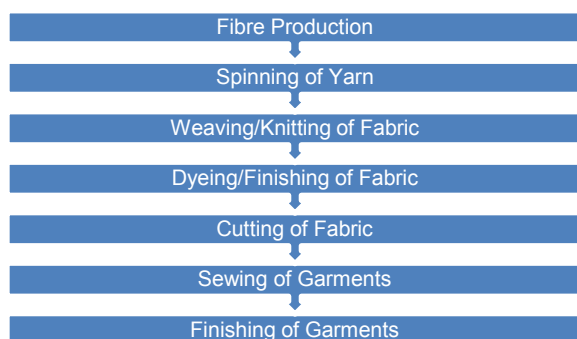 Fibre Production
Spinning of Yarn
Weaving/Knitting of Fabric
Dyeing/Finishing of Fabric
Cutting of Fabric
Sewing of Garments
Finishing of Garments